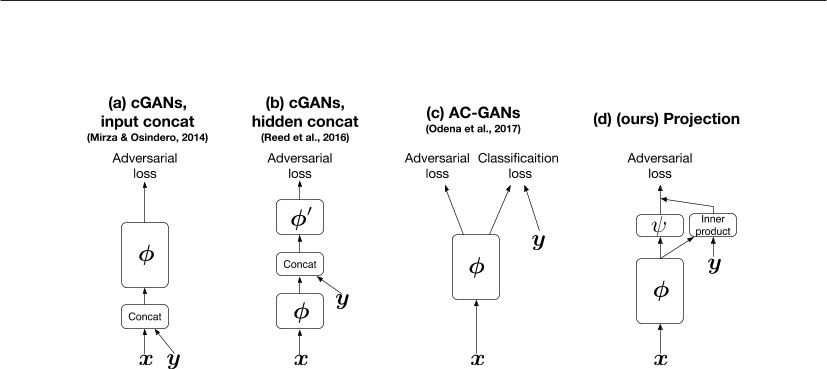 (a) cGANs,
input concat
(Mirza & Osindero, 2014)
Adversarial
loss
ϕ
Concat
x y
(b) cGANs,
hidden concat
(Reed et al., 2016)
Adversarial
loss
ϕ′
Concat
y
ϕ
x
(c) AC-GANs
(Odena et al., 2017)
Adversarial
loss
Classificaition
loss
y
ϕ
x
(d) (ours) Projection
Adversarial
loss
ψ
Inner
product
y
ϕ
x